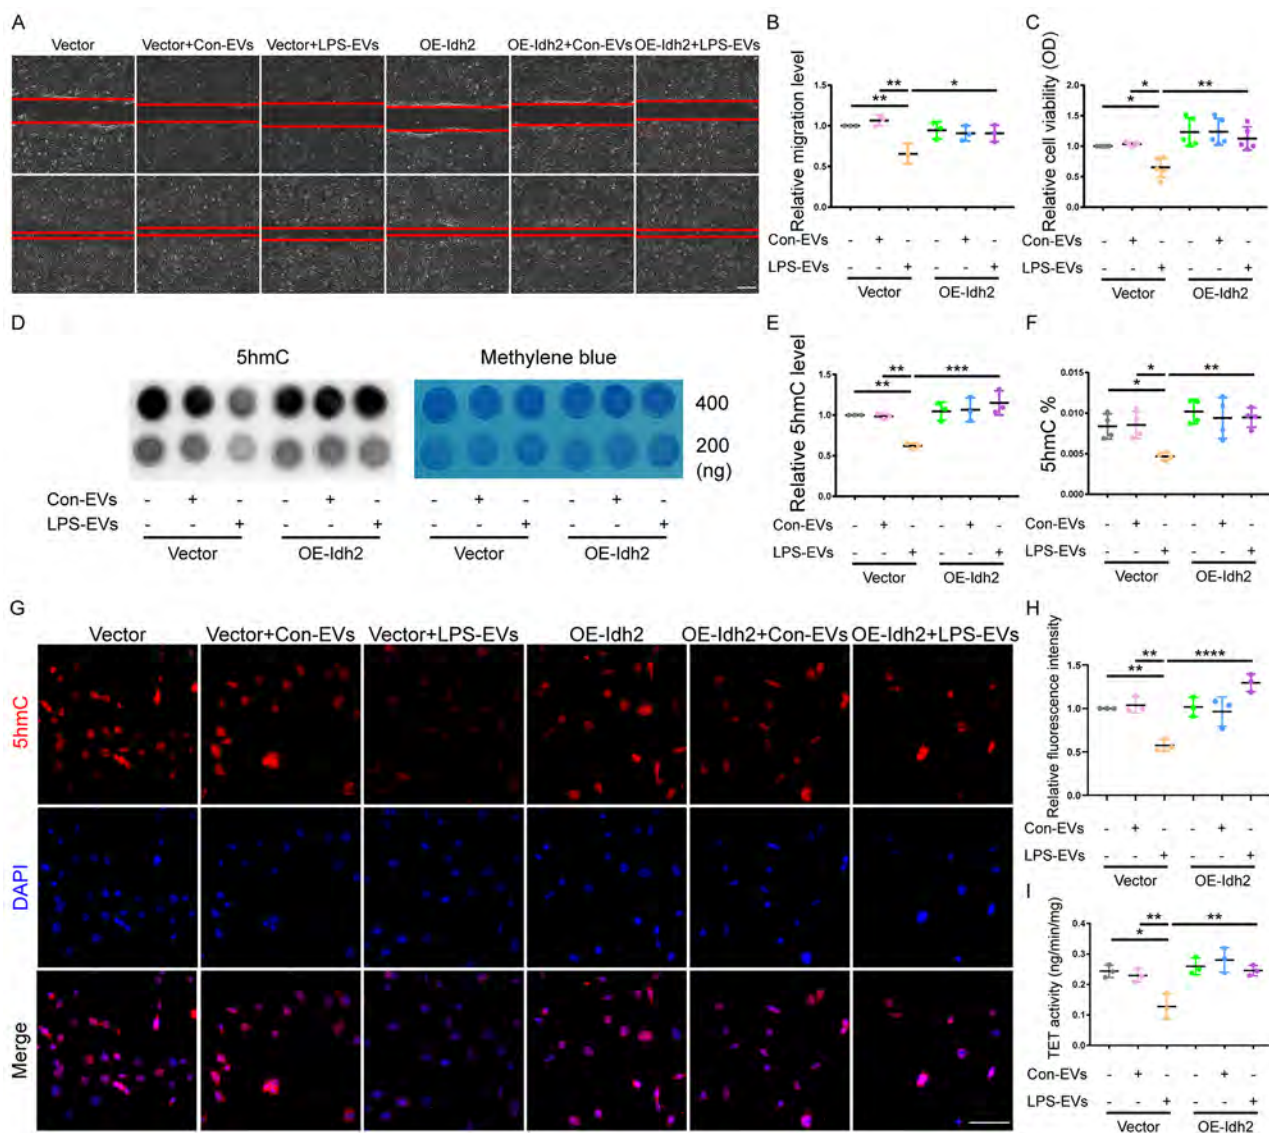 A
Vector
Vector+Con-EVs
Vector+LPS-EVs
OE-Idh2
OE-Idh2+Con-EVs
OE-Idh2+LPS-EVs
B
Relative migration level
1.5
1.0
0.5
0.0
** ** *
Con-EVs - + - - + -
LPS-EVs - - + - - +
Vector OE-Idh2
C
Relative cell viability (OD)
2.0
1.5
1.0
0.5
0.0
* * **
Con-EVs - + - - + -
LPS-EVs - - + - - +
Vector OE-Idh2
D
5hmC Methylene blue
400
200
(ng)
Con-EVs - + - - + - - + - - + -
LPS-EVs - - + - - + - - + - - +
Vector OE-Idh2 Vector OE-Idh2
E
Relative 5hmC level
1.5
1.0
0.5
0.0
** ** ***
Con-EVs - + - - + -
LPS-EVs - - + - - +
Vector OE-Idh2
F
5hmC %
0.015
0.010
0.005
0.000
* * **
Con-EVs - + - - + -
LPS-EVs - - + - - +
Vector OE-Idh2
G
Vector
Vector+Con-EVs
Vector+LPS-EVs
OE-Idh2
OE-Idh2+Con-EVs
OE-Idh2+LPS-EVs
5hmC
DAPI
Merge
H
Relative fluorescence intensity
1.5
1.0
0.5
0.0
** ** ****
Con-EVs - + - - + -
LPS-EVs - - + - - +
Vector OE-Idh2
I
TET activity (ng/min/mg)
0.4
0.3
0.2
0.1
0.0
* ** **
Con-EVs - + - - + -
LPS-EVs - - + - - +
Vector OE-Idh2